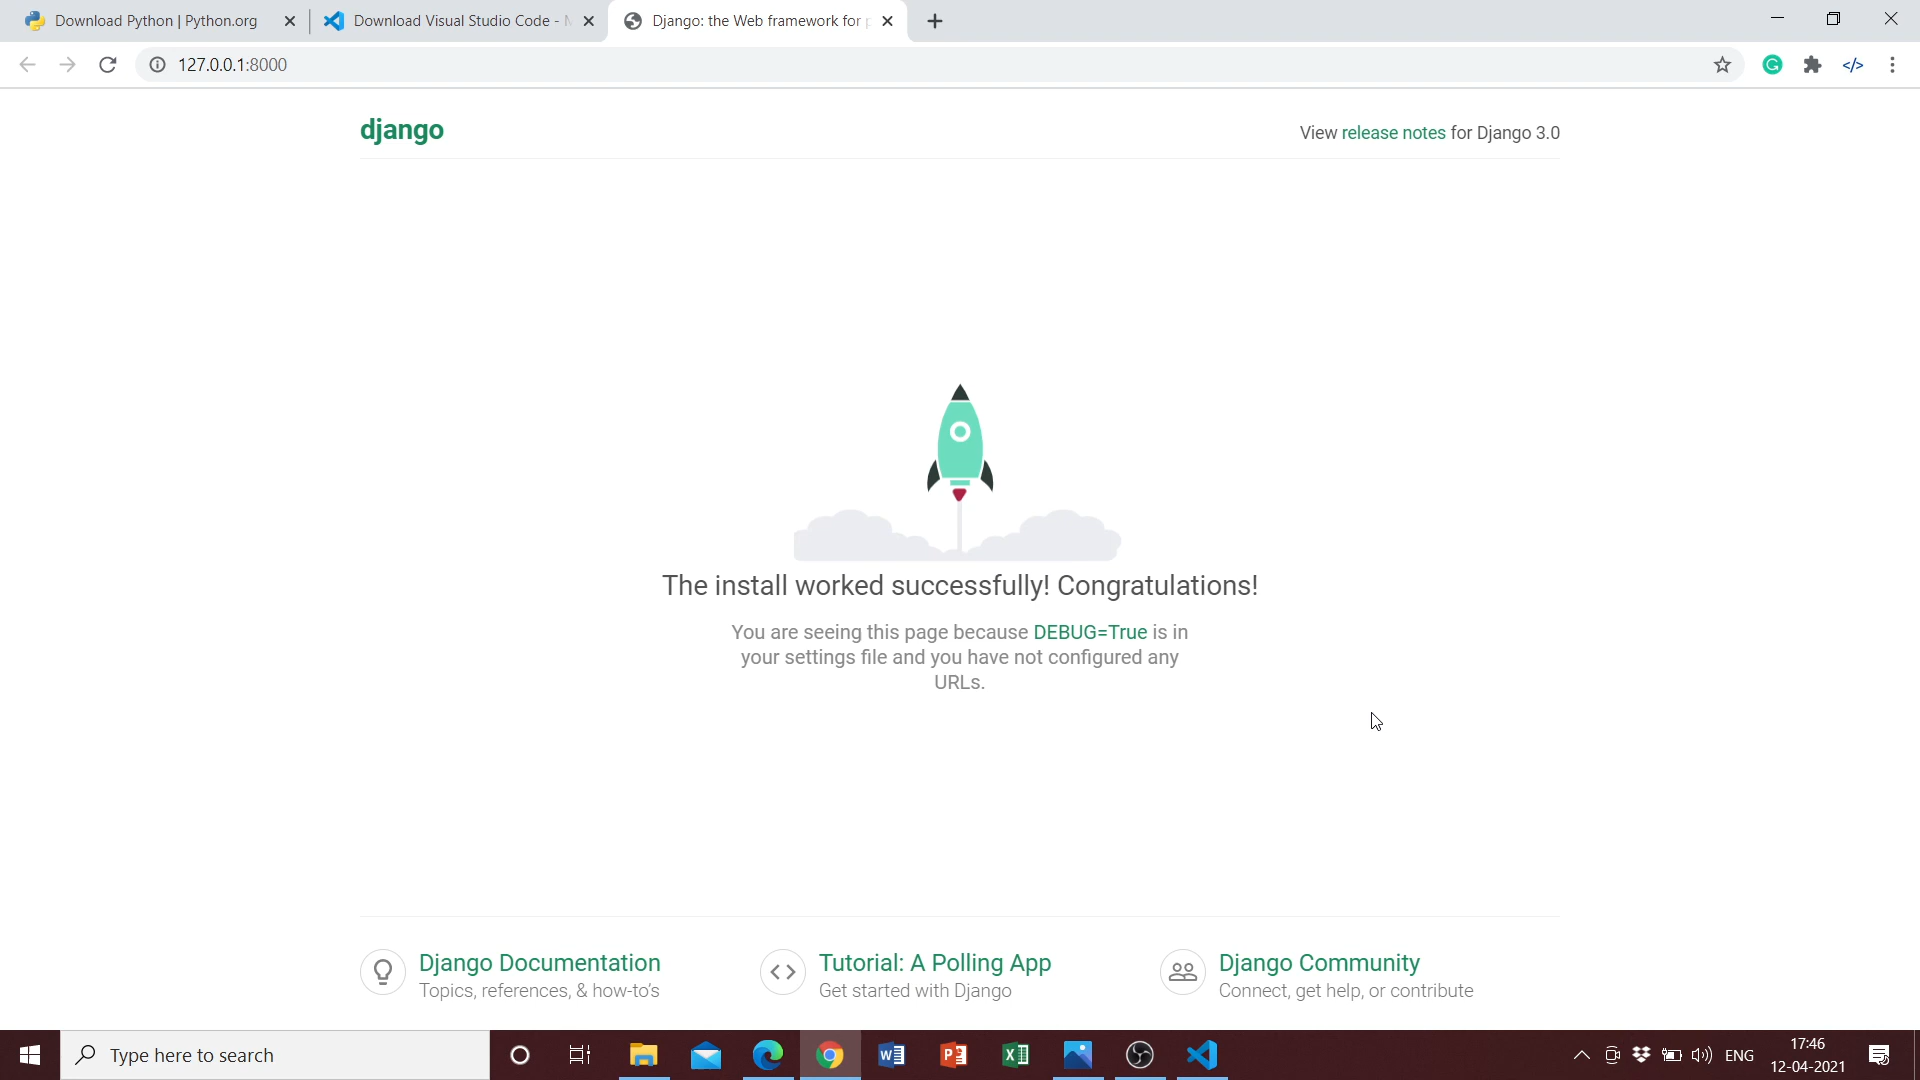 Download Python | Python.org
Download Visual Studio Code -
Django: the Web framework for
127.0.0.1:8000
django
View release notes for Django 3.0
The install worked successfully! Congratulations!
You are seeing this page because DEBUG=True is in
your settings file and you have not configured any
URLs.
Django Documentation
Topics, references, & how-to's
Tutorial: A Polling App
Get started with Django
Django Community
Connect, get help, or contribute
Type here to search
ENG
17:46
12-04-2021